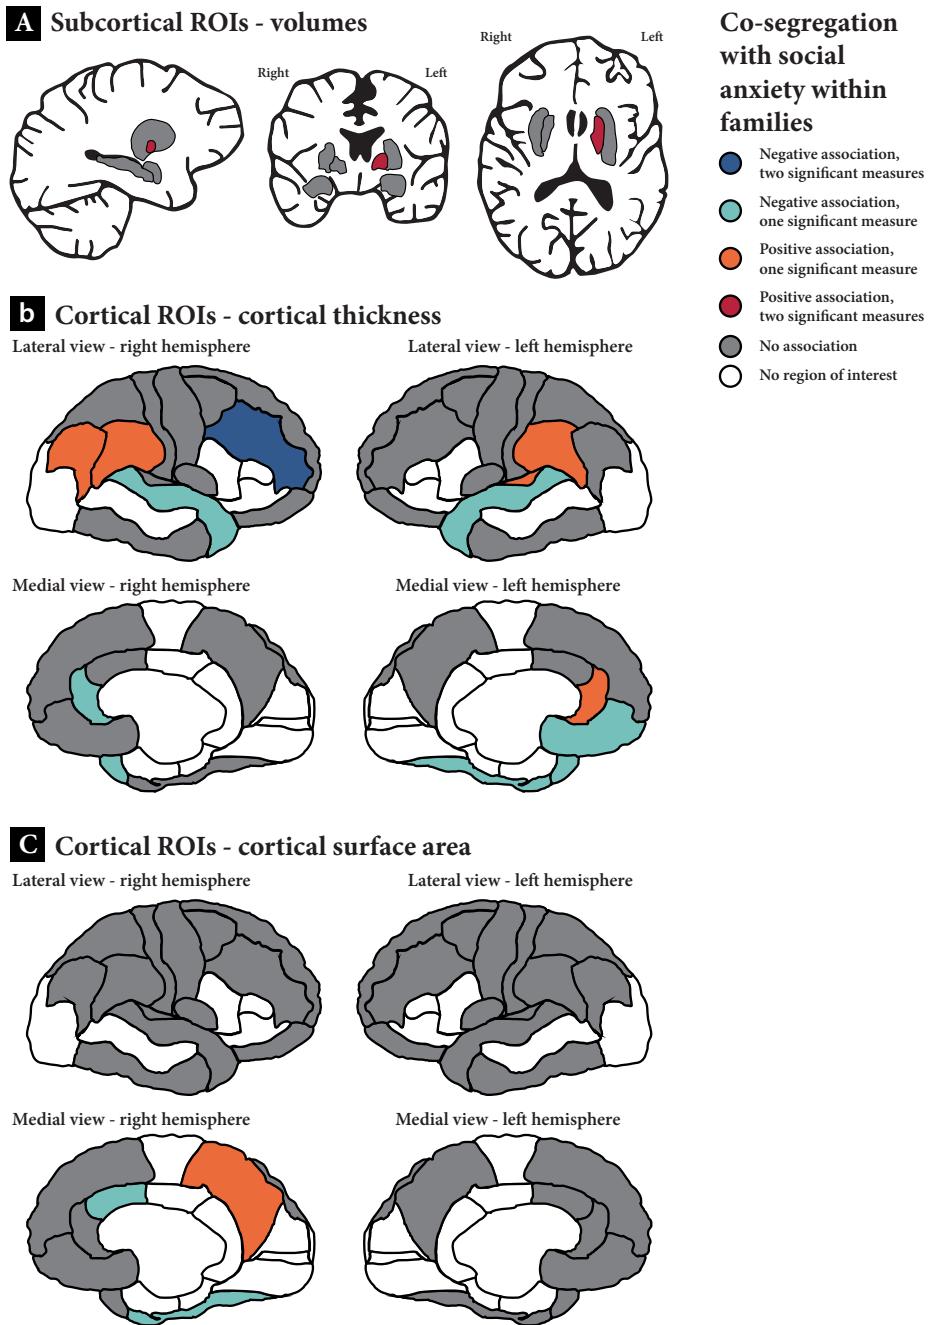 A Subcortical ROIs - volumes
Right
Left
Right
Left
Co-segregation
with social
anxiety within
families
Negative association,
two significant measures
Negative association,
one significant measure
Positive association,
one significant measure
Positive association,
two significant measures
No association
No region of interest
b Cortical ROIs - cortical thickness
Lateral view - right hemisphere
Lateral view - left hemisphere
Medial view - right hemisphere
Medial view - left hemisphere
C Cortical ROIs - cortical surface area
Lateral view - right hemisphere
Lateral view - left hemisphere
Medial view - right hemisphere
Medial view - left hemisphere